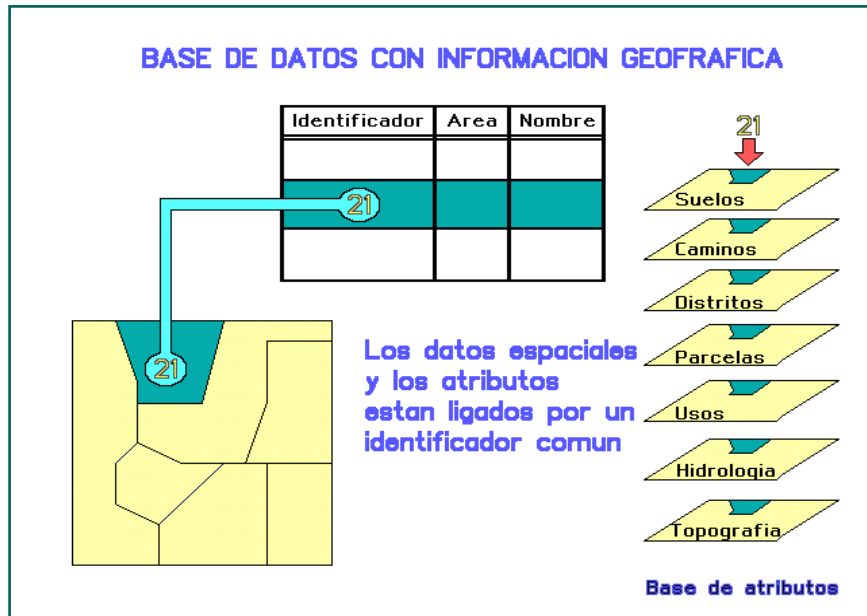 BASE DE DATOS CON INFORMACION GEOFRAFICA
Identificador Area Nombre
21
21
Los datos espaciales
y los atributos
estan ligados por un
identificador comun
21
Suelos
Caminos
Distritos
Parcelas
Usos
Hidrologia
Topografia
Base de atributos